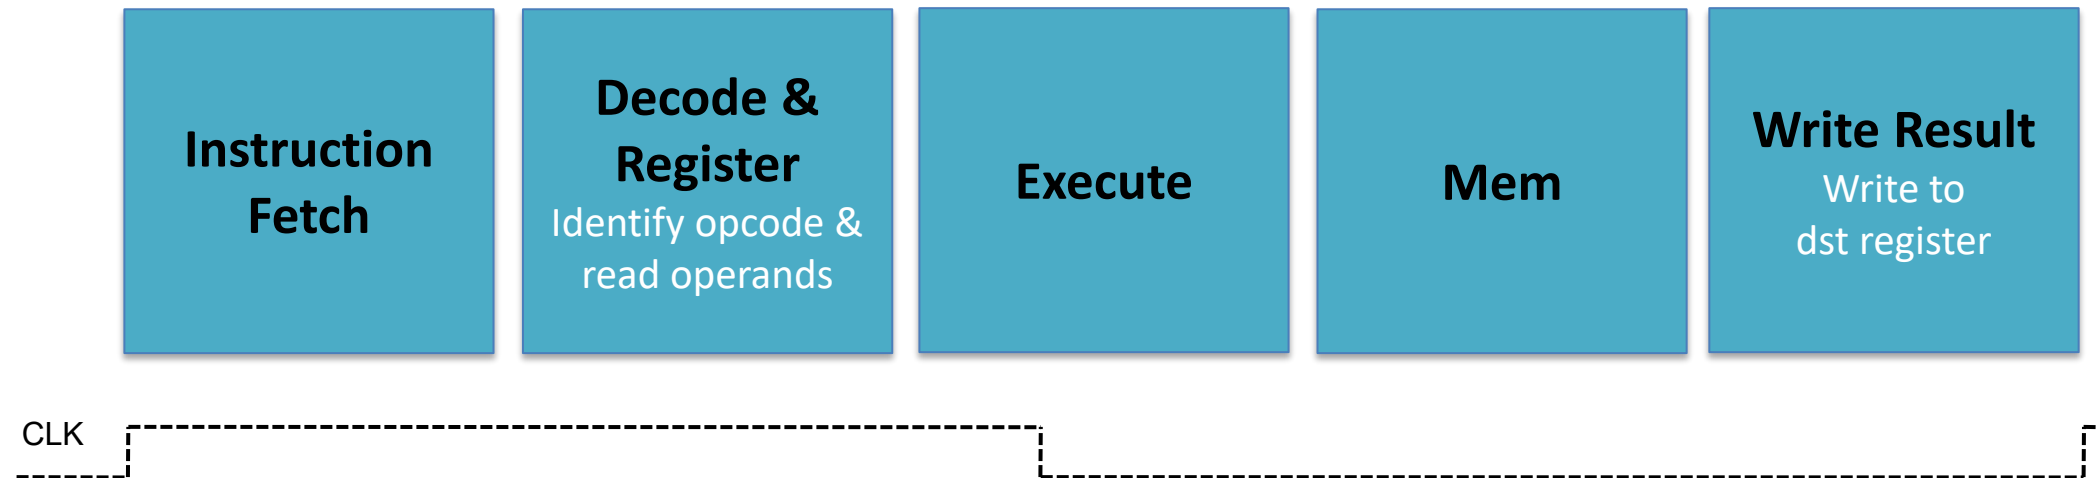 Instruction
Fetch
Decode &
Register
Identify opcode &
read operands
Execute
Mem
Write Result
Write to
dst register
CLK